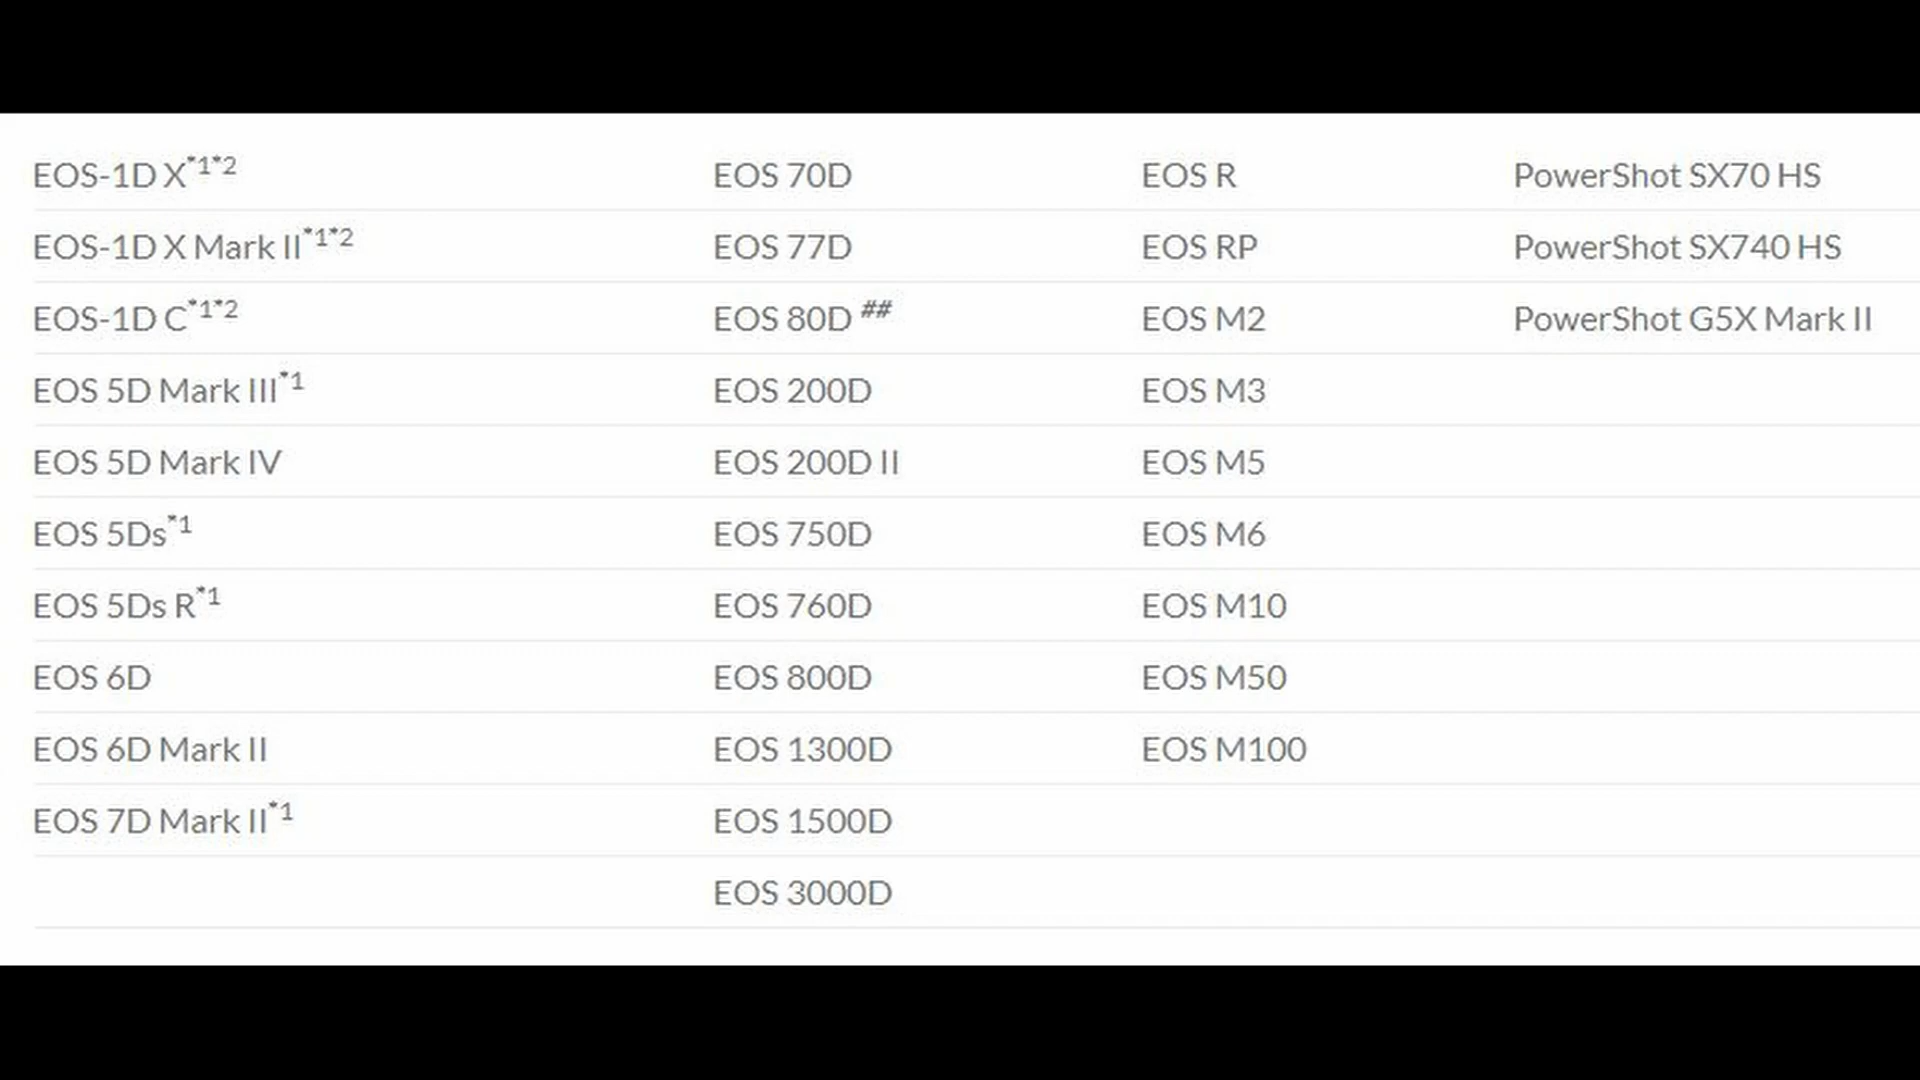 EOS-1D X*1*2 EOS 70D EOS R PowerShot SX70 HS
EOS-1D X Mark II*1*2 EOS 77D EOS RP PowerShot SX740 HS
EOS-1D C*1*2 EOS 80D ## EOS M2 PowerShot G5X Mark II
EOS 5D Mark III*1 EOS 200D EOS M3
EOS 5D Mark IV EOS 200D II EOS M5
EOS 5Ds*1 EOS 750D EOS M6
EOS 5Ds R*1 EOS 760D EOS M10
EOS 6D EOS 800D EOS M50
EOS 6D Mark II EOS 1300D EOS M100
EOS 7D Mark II*1 EOS 1500D
EOS 3000D